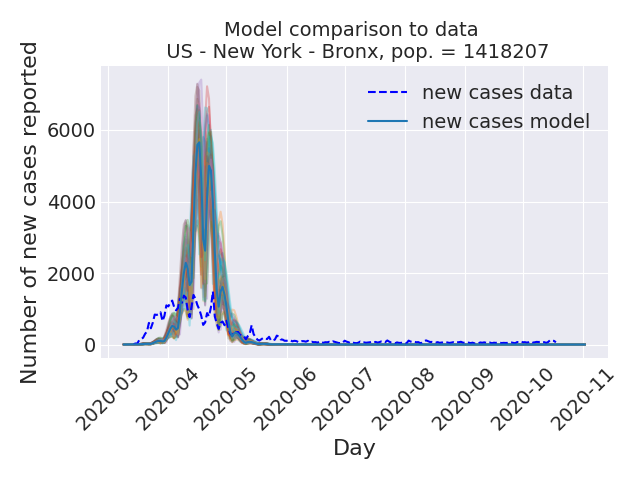 Model comparison to data
US - New York - Bronx, pop. = 1418207
Number of new cases reported
6000
4000
2000
0
new cases data
new cases model
2020-03
2020-04
2020-05
2020-06
2020-07
2020-08
2020-09
2020-10
2020-11
Day